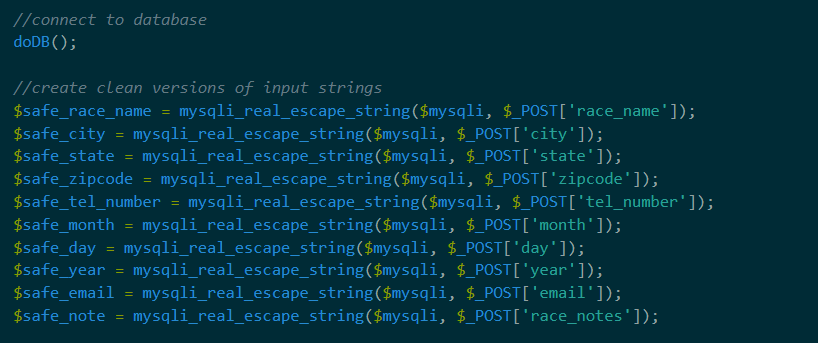 //connect to database
doDB();
//create clean versions of input strings
$safe_race_name = mysqli_real_escape_string($mysqli, $_POST['race_name']);
$safe_city = mysqli_real_escape_string($mysqli, $_POST['city']);
$safe_state = mysqli_real_escape_string($mysqli, $_POST['state']);
$safe_zipcode = mysqli_real_escape_string($mysqli, $_POST['zipcode']);
$safe_tel_number = mysqli_real_escape_string($mysqli, $_POST['tel_number']);
$safe_month = mysqli_real_escape_string($mysqli, $_POST['month']);
$safe_day = mysqli_real_escape_string($mysqli, $_POST['day']);
$safe_year = mysqli_real_escape_string($mysqli, $_POST['year']);
$safe_email = mysqli_real_escape_string($mysqli, $_POST['email']);
$safe_note = mysqli_real_escape_string($mysqli, $_POST['race_notes']);